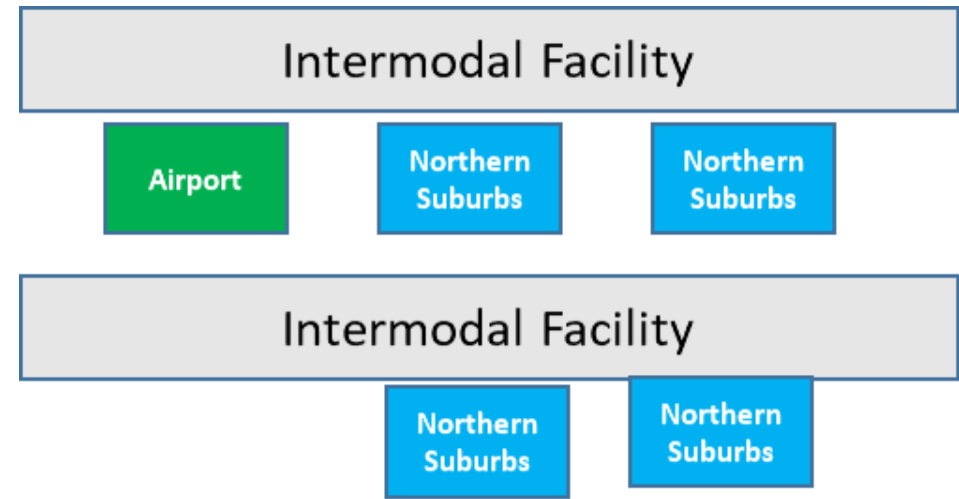 Intermodal Facility
Airport
Northern
Suburbs
Northern
Suburbs
Intermodal Facility
Northern
Suburbs
Northern
Suburbs